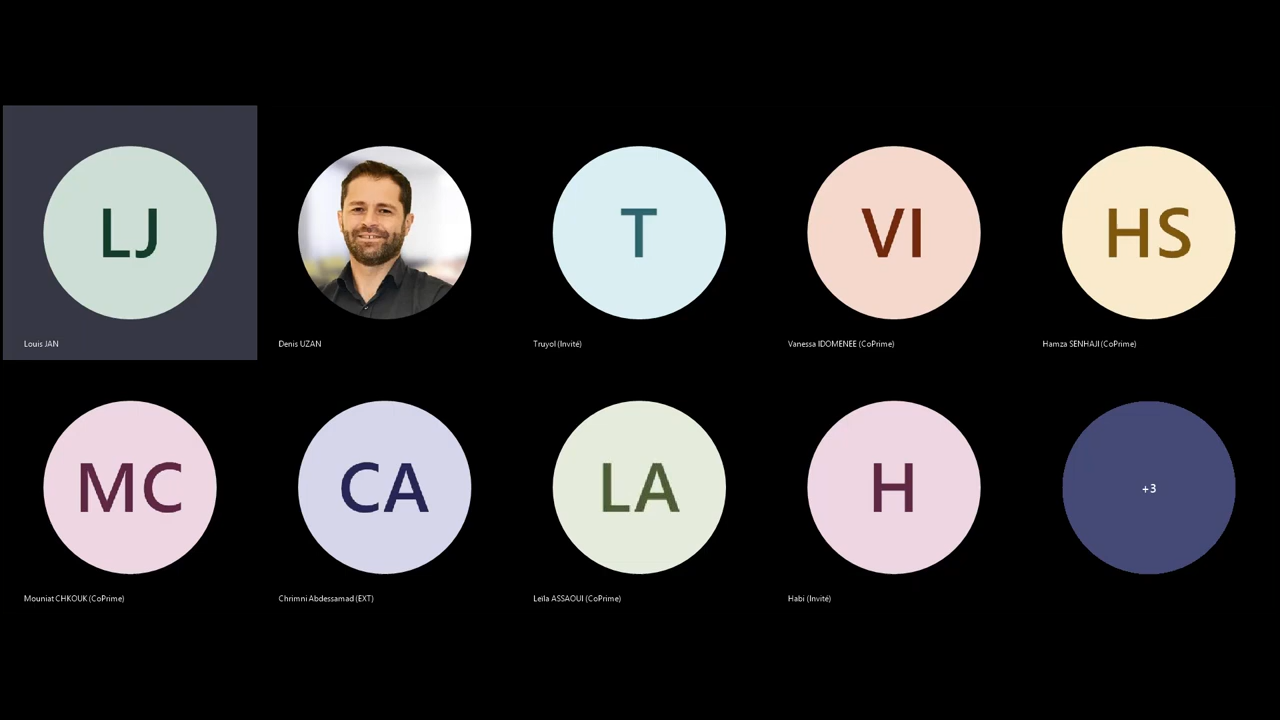 LJ
Louis JAN
Denis UZAN
T
Truyol (Invité)
VI
Vanessa IDOMENEE (CoPrime)
HS
Hamza SENHAJI (CoPrime)
MC
Mouniat CHKOUK (CoPrime)
CA
Chrimni Abdessamad (EXT)
LA
Leïla ASSAOUI (CoPrime)
H
Habi (Invité)
+3